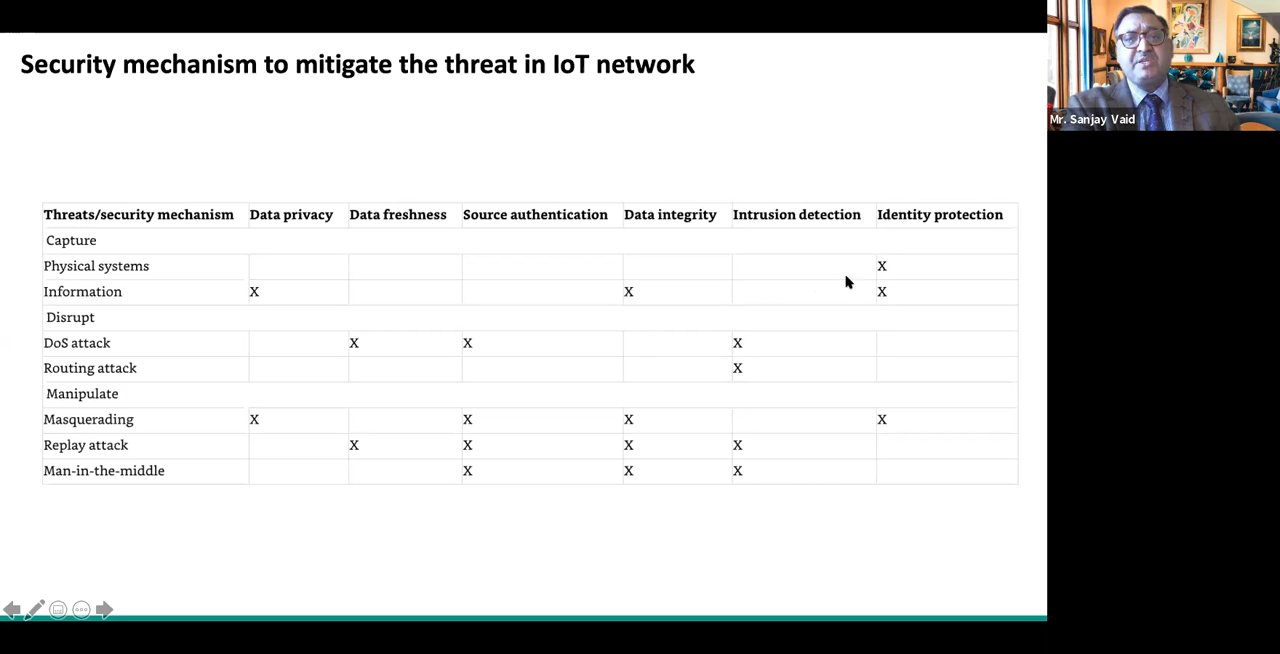 Security mechanism to mitigate the threat in IoT network
Mr. Sanjay Vaid
Threats/security mechanism Data privacy Data freshness Source authentication Data integrity Intrusion detection Identity protection
Capture
Physical systems X
Information X X X
Disrupt
DoS attack X X X
Routing attack X
Manipulate
Masquerading X X X X
Replay attack X X X X
Man-in-the-middle X X X